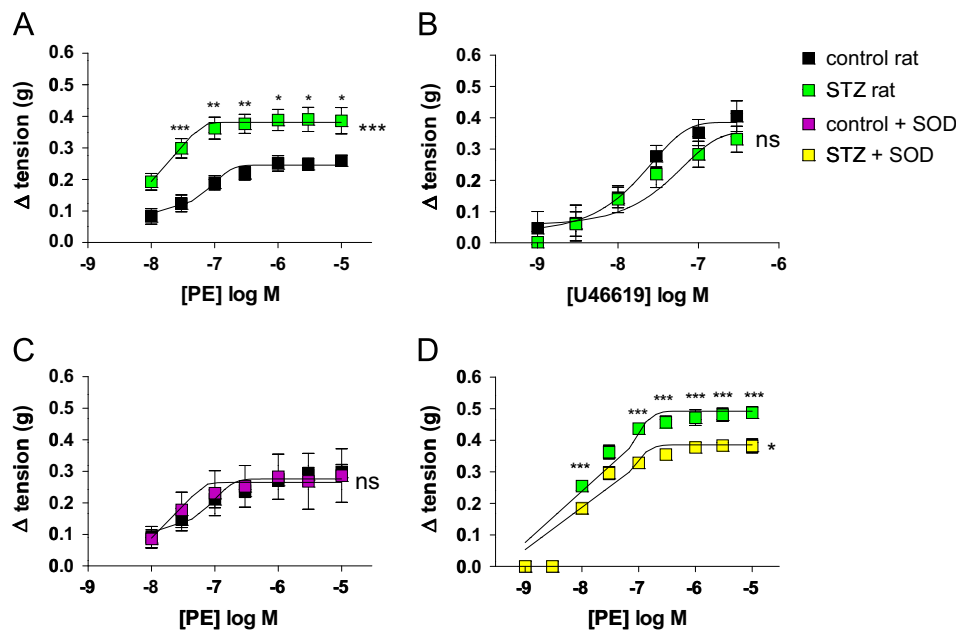 A
Δ tension (g)
0.6
0.5
0.4
0.3
0.2
0.1
0.0
*** ** ** * * *
***
-9 -8 -7 -6 -5
[PE] log M
B
Δ tension (g)
0.6
0.5
0.4
0.3
0.2
0.1
0.0
ns
-9 -8 -7 -6
[U46619] log M
control rat
STZ rat
control + SOD
STZ + SOD
C
Δ tension (g)
0.6
0.5
0.4
0.3
0.2
0.1
0.0
ns
-9 -8 -7 -6 -5
[PE] log M
D
Δ tension (g)
0.6
0.5
0.4
0.3
0.2
0.1
0.0
*** *** *** *** *** ***
*
-9 -8 -7 -6 -5
[PE] log M